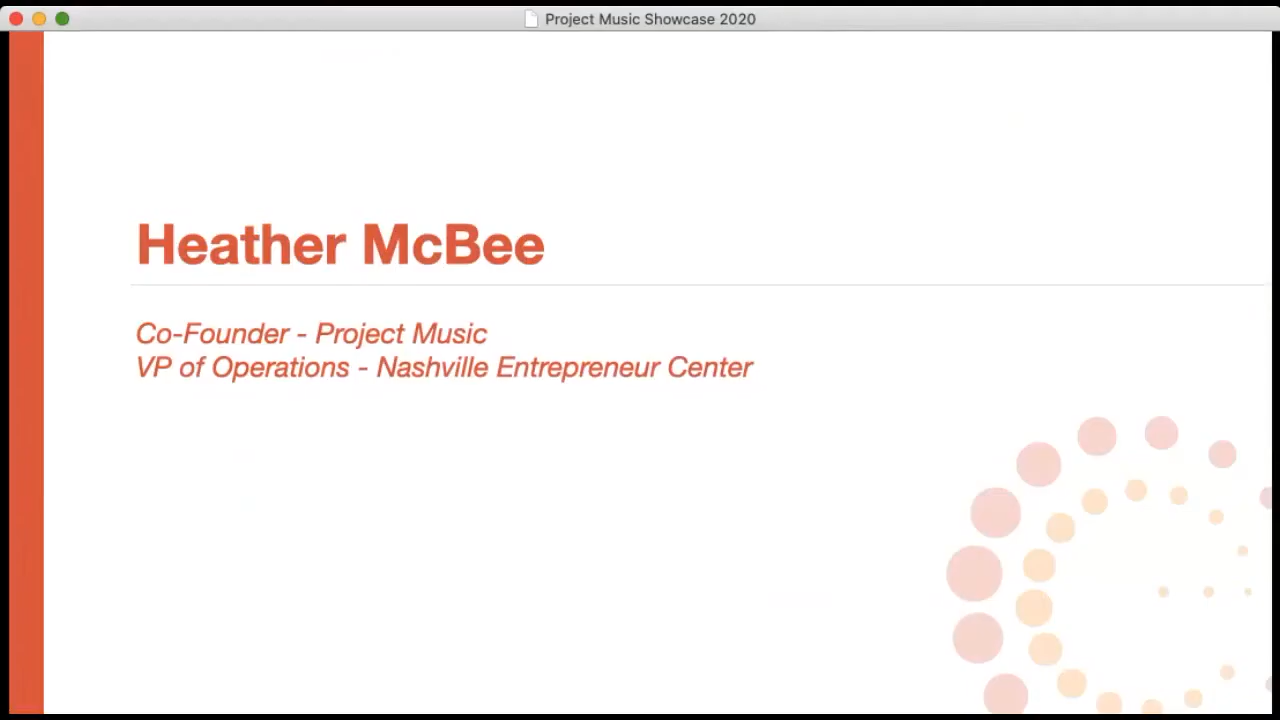 Project Music Showcase 2020
Heather McBee
Co-Founder - Project Music
VP of Operations - Nashville Entrepreneur Center